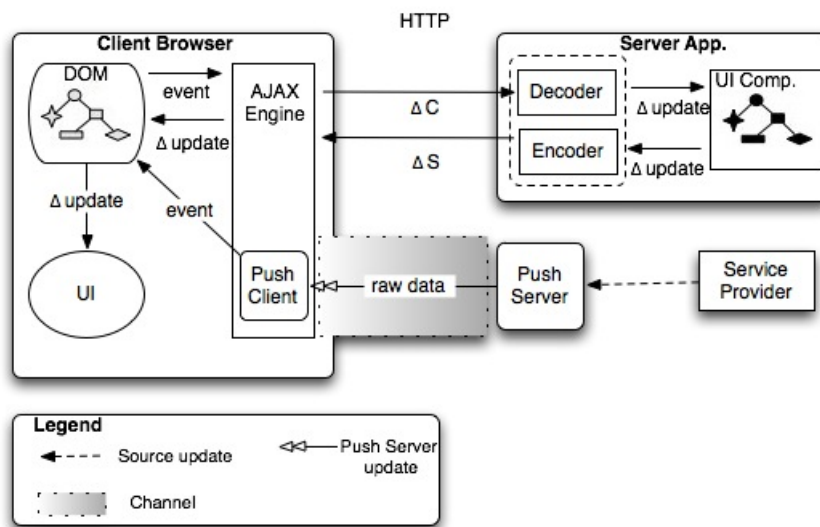 HTTP
Client Browser
Server App.
DOM
event
AJAX
Engine
Δ update
Δ C
Decoder
Δ update
UI Comp.
Encoder
Δ S
Δ update
Δ update
event
UI
Push
Client
raw data
Push
Server
Service
Provider
Legend
Source update
Push Server
update
Channel